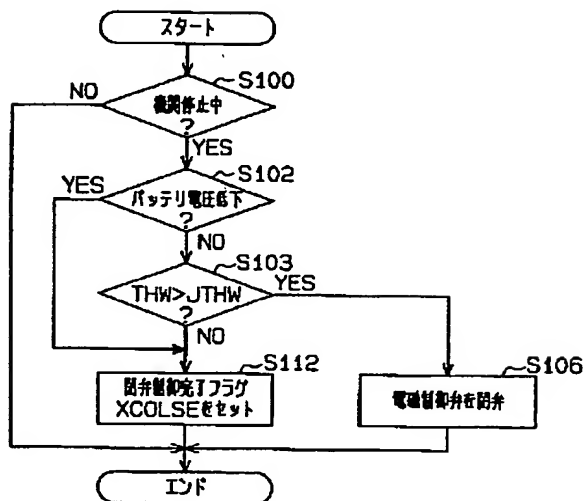 スタート
S100
NO
機関停止中
?
YES
S102
YES
バッテリ電圧低下
?
NO
S103
THW>JTHW
YES
?
NO
S112
閉弁制御完了フラグ
XCOLSEをセット
S106
電磁制御弁を閉弁
エンド